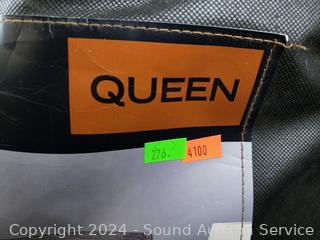 QUEEN
276. 4100
Copyright 2024 - Sound Auction Service